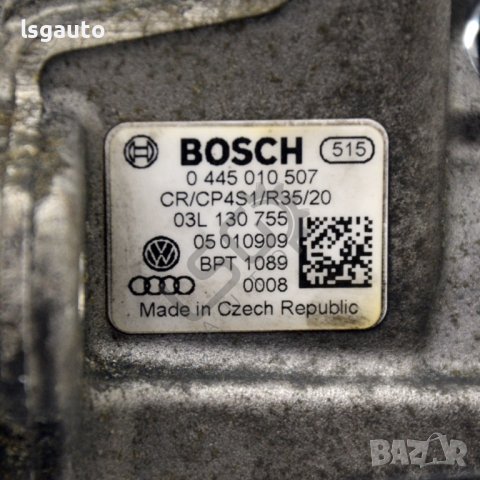 lsgauto
BOSCH 515
0 445 010 507
CR/CP4S1/R35/20
03L 130 755
05 010909
BPT 1089
0008
Made in Czech Republic
BAZAR